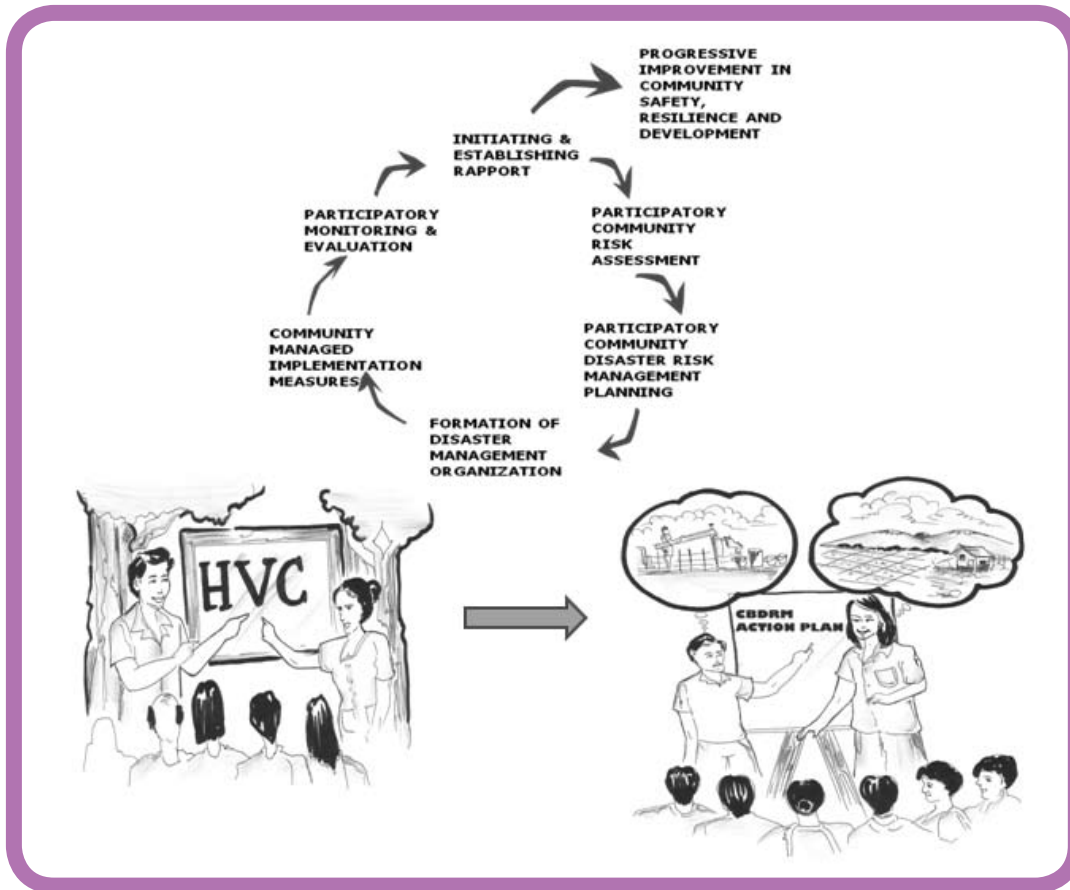 PROGRESSIVE
IMPROVEMENT IN
COMMUNITY
SAFETY,
RESILIENCE AND
DEVELOPMENT
INITIATING &
ESTABLISHING
RAPPORT
PARTICIPATORY
COMMUNITY
RISK
ASSESSMENT
PARTICIPATORY
COMMUNITY
DISASTER RISK
MANAGEMENT
PLANNING
FORMATION OF
DISASTER
MANAGEMENT
ORGANIZATION
COMMUNITY
MANAGED
IMPLEMENTATION
MEASURES
PARTICIPATORY
MONITORING &
EVALUATION
HVC
CBDRM
ACTION PLAN